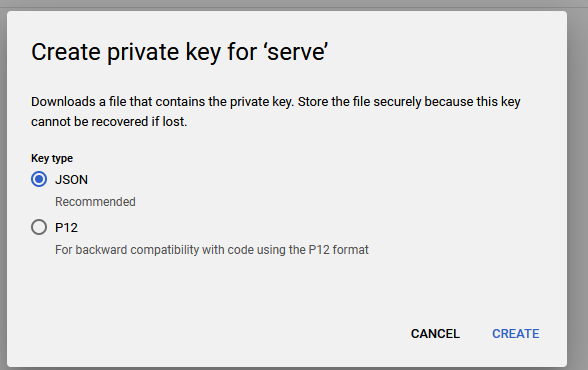 Create private key for ‘serve’
Downloads a file that contains the private key. Store the file securely because this key
cannot be recovered if lost.
Key type
JSON
Recommended
P12
For backward compatibility with code using the P12 format
CANCEL
CREATE